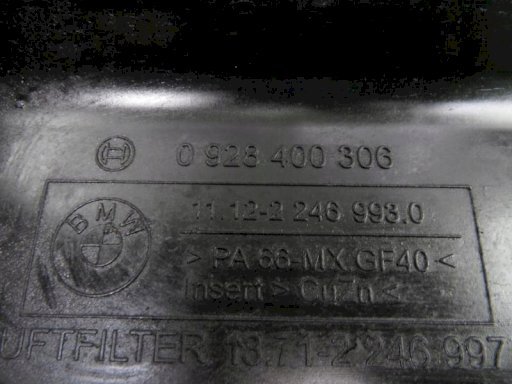 0 928 400 306
BMW
11.12-2 246 993.0
> PA 66-MX GF40 <
Insert > CuZn <
UFTFILTER 13.71-2 246 997